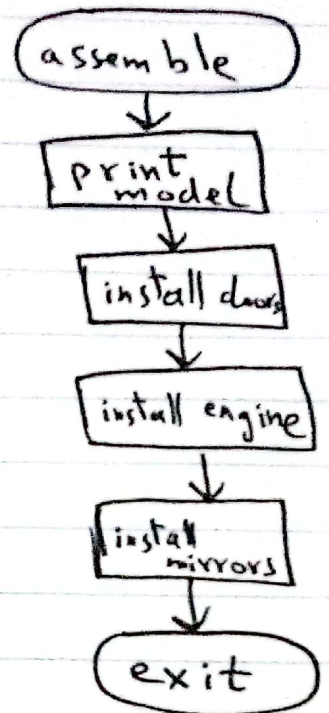 assemble
print
model
install doors
install engine
install
mirrors
exit